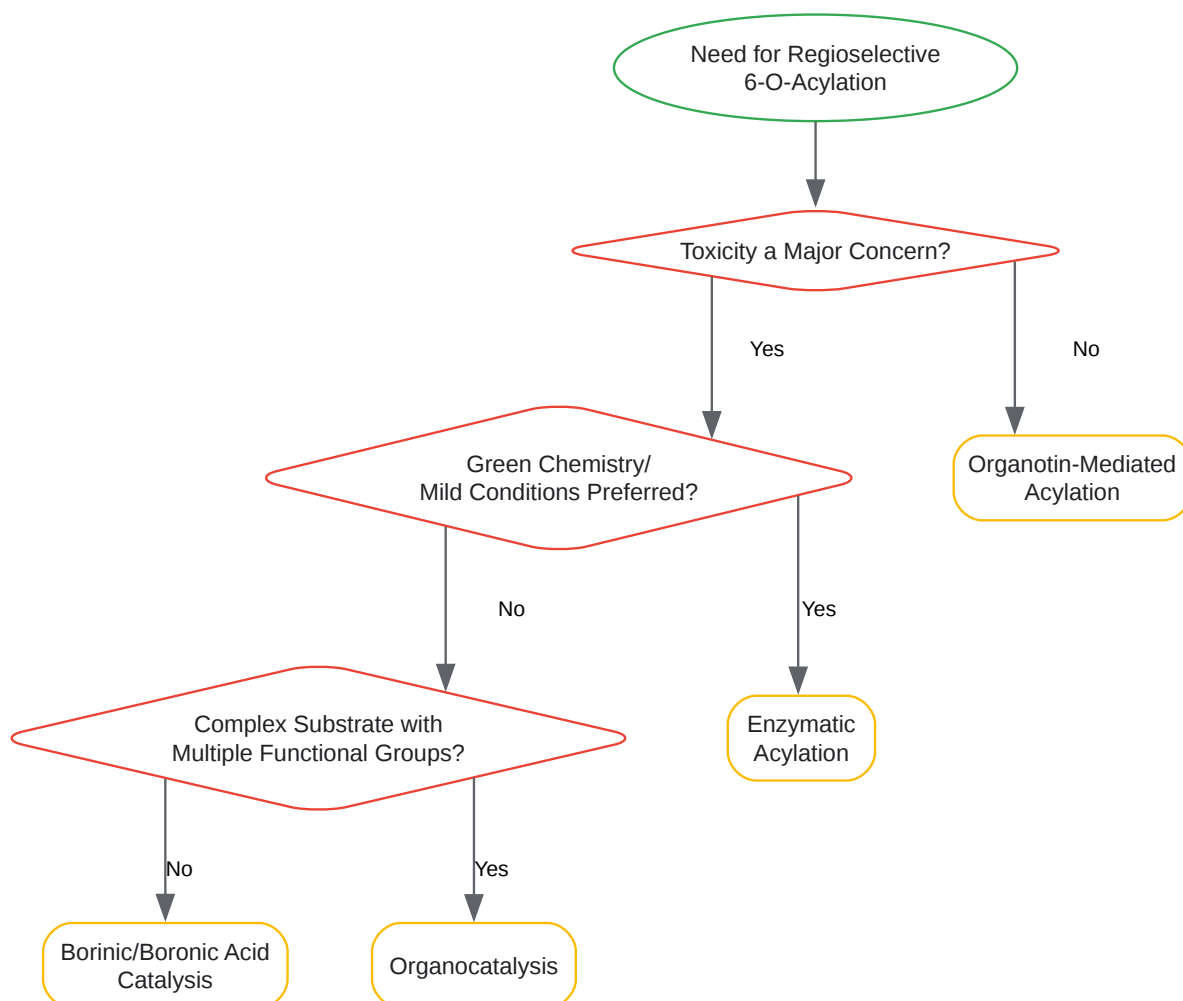 Need for Regioselective
6-O-Acylation
Toxicity a Major Concern?
Yes
No
Green Chemistry/
Mild Conditions Preferred?
Organotin-Mediated
Acylation
No
Yes
Complex Substrate with
Multiple Functional Groups?
Enzymatic
Acylation
No
Yes
Borinic/Boronic Acid
Catalysis
Organocatalysis